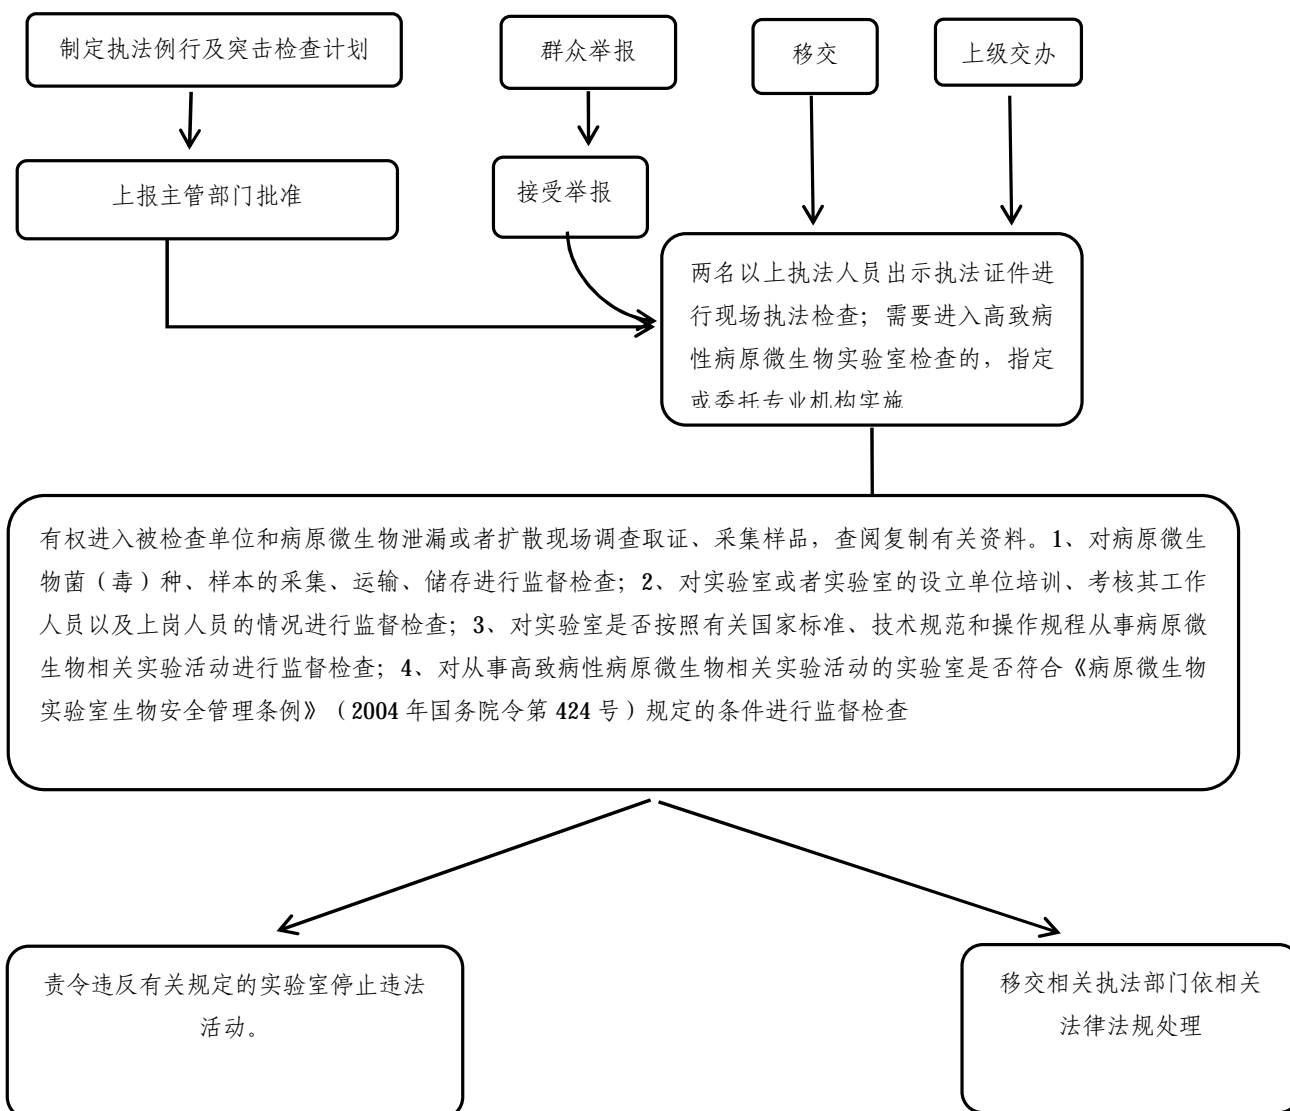 制定执法例行及突击检查计划
群众举报
移交
上级交办
上报主管部门批准
接受举报
两名以上执法人员出示执法证件进
行现场执法检查；需要进入高致病
性病原微生物实验室检查的，指定
或委托专业机构实施
有权进入被检查单位和病原微生物泄漏或者扩散现场调查取证、采集样品，查阅复制有关资料。1、对病原微生
物菌（毒）种、样本的采集、运输、储存进行监督检查；2、对实验室或者实验室的设立单位培训、考核其工作
人员以及上岗人员的情况进行监督检查；3、对实验室是否按照有关国家标准、技术规范和操作规程从事病原微
生物相关实验活动进行监督检查；4、对从事高致病性病原微生物相关实验活动的实验室是否符合《病原微生物
实验室生物安全管理条例》（2004 年国务院令第 424 号）规定的条件进行监督检查
责令违反有关规定的实验室停止违法
活动。
移交相关执法部门依相关
法律法规处理